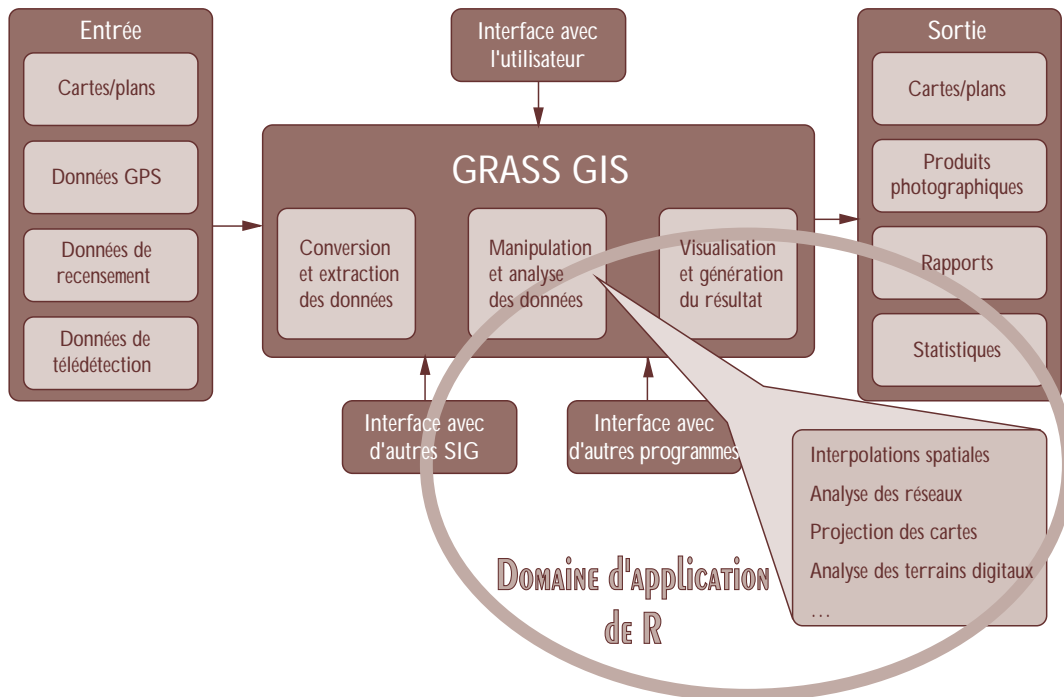 Entrée
Cartes/plans
Données GPS
Données de
recensement
Données de
télédétection
Interface avec
l'utilisateur
GRASS GIS
Conversion
et extraction
des données
Manipulation
et analyse
des données
Visualisation
et génération
du résultat
Interface avec
d'autres SIG
Interface avec
d'autres programmes
Sortie
Cartes/plans
Produits
photographiques
Rapports
Statistiques
Interpolations spatiales
Analyse des réseaux
Projection des cartes
Analyse des terrains digitaux
...
Domaine d'application
de R